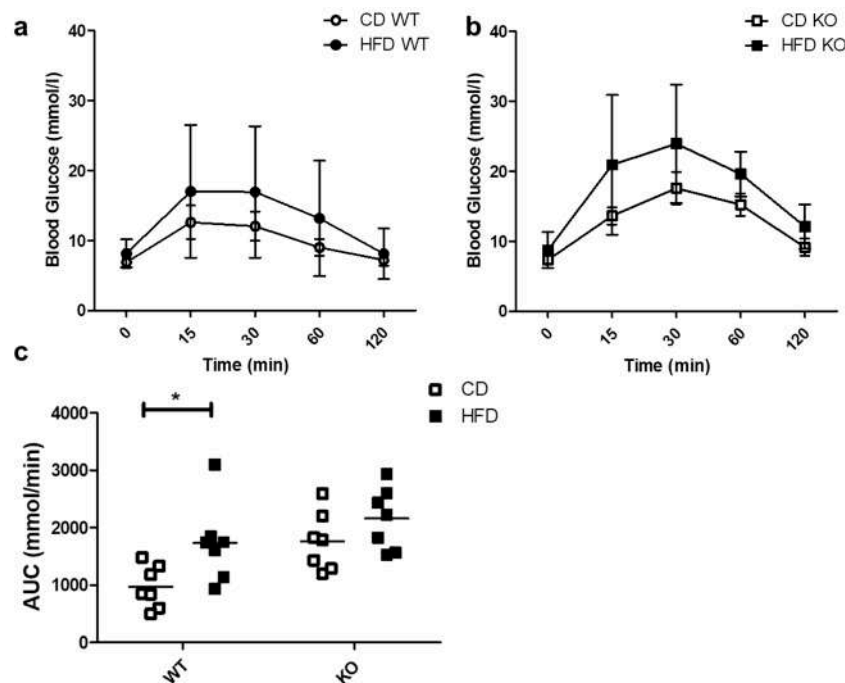 a
CD WT
HFD WT
Blood Glucose (mmol/l)
40
30
20
10
0
0 15 30 60 120
Time (min)
b
CD KO
HFD KO
Blood Glucose (mmol/l)
40
30
20
10
0
0 15 30 60 120
Time (min)
c
CD
HFD
*
AUC (mmol/min)
4000
3000
2000
1000
0
WT KO